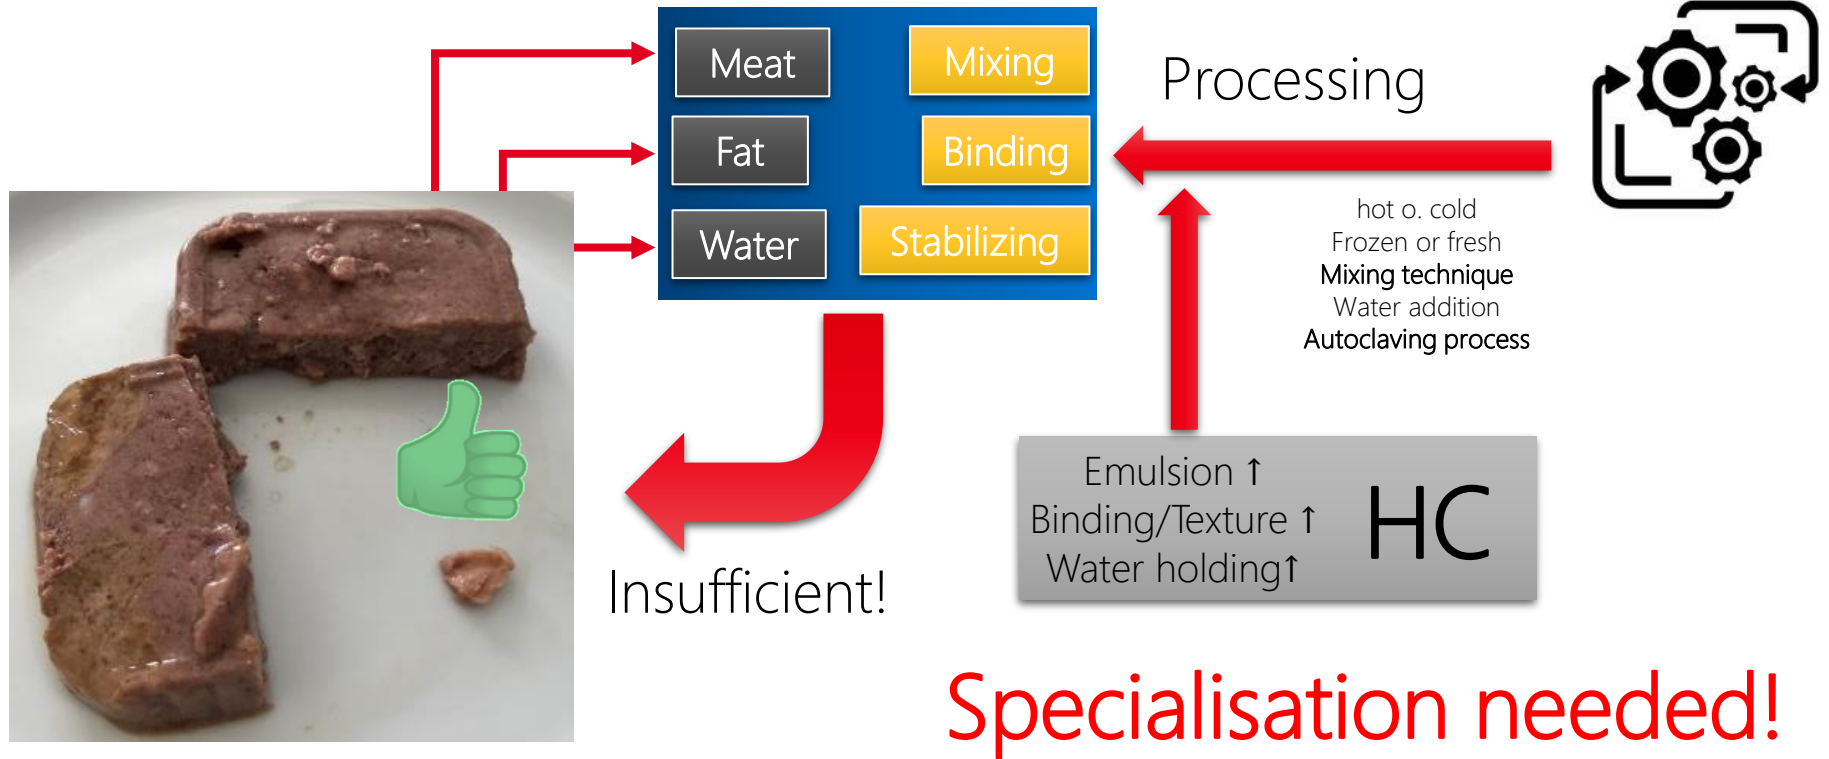 Meat
Mixing
Fat
Binding
Water
Stabilizing
Processing
hot o. cold
Frozen or fresh
Mixing technique
Water addition
Autoclaving process
Insufficient!
Emulsion ↑
Binding/Texture ↑
Water holding↑
HC
Specialisation needed!